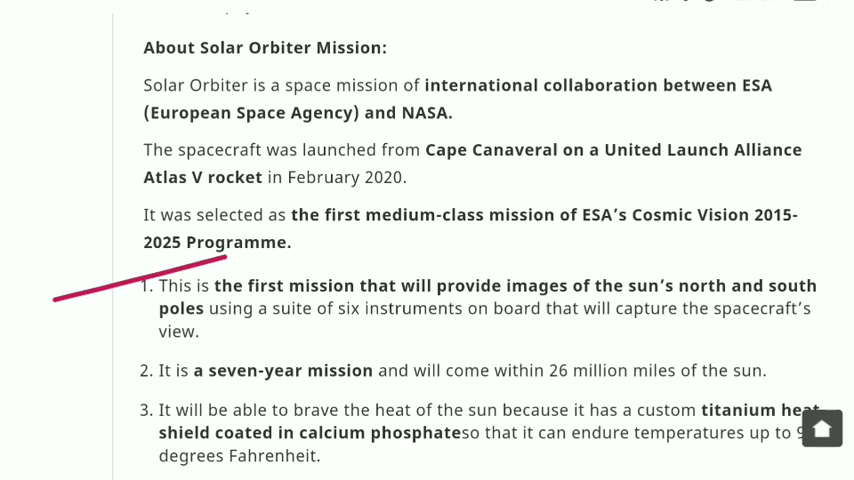 About Solar Orbiter Mission:
Solar Orbiter is a space mission of international collaboration between ESA
(European Space Agency) and NASA.
The spacecraft was launched from Cape Canaveral on a United Launch Alliance
Atlas V rocket in February 2020.
It was selected as the first medium-class mission of ESA’s Cosmic Vision 2015-
2025 Programme.
1. This is the first mission that will provide images of the sun’s north and south
poles using a suite of six instruments on board that will capture the spacecraft’s
view.
2. It is a seven-year mission and will come within 26 million miles of the sun.
3. It will be able to brave the heat of the sun because it has a custom titanium heat
shield coated in calcium phosphateso that it can endure temperatures up to
degrees Fahrenheit.